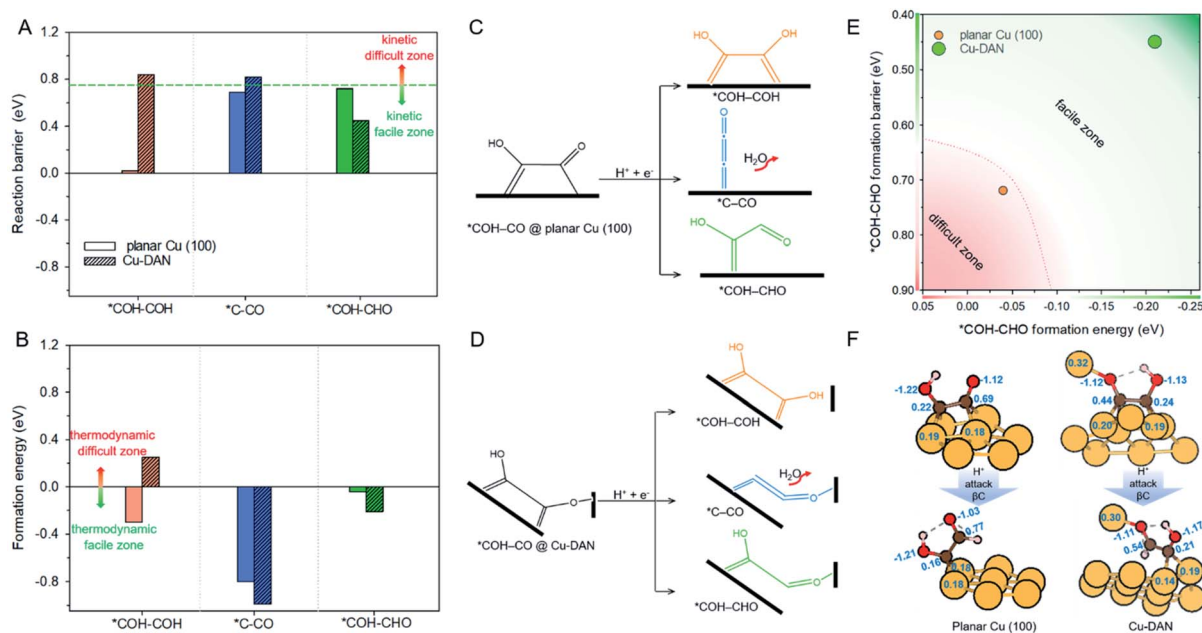 A
1.2
0.8
0.4
0.0
-0.4
-0.8
Reaction barrier (eV)
kinetic
difficult zone
kinetic
facile zone
planar Cu (100)
Cu-DAN
*COH-COH
*C-CO
*COH-CHO
B
1.2
0.8
0.4
0.0
-0.4
-0.8
Formation energy (eV)
thermodynamic
difficult zone
thermodynamic
facile zone
*COH-COH
*C-CO
*COH-CHO
C
HO
O
*COH–CO @ planar Cu (100)
H⁺ + e⁻
HO
OH
*COH–COH
O
H₂O
*C–CO
HO
O
*COH–CHO
D
HO
O
*COH–CO @ Cu-DAN
H⁺ + e⁻
HO
OH
*COH–COH
H₂O
O
*C–CO
HO
O
*COH–CHO
E
0.40
0.50
0.60
0.70
0.80
0.90
*COH-CHO formation barrier (eV)
planar Cu (100)
Cu-DAN
facile zone
difficult zone
0.05
0.00
-0.05
-0.10
-0.15
-0.20
-0.25
*COH-CHO formation energy (eV)
F
-1.22
-1.12
0.22
0.69
0.19
0.18
H⁺
attack
βC
-1.03
0.77
-1.21
0.16
0.18
0.18
Planar Cu (100)
0.32
-1.12
-1.13
0.44
0.24
0.20
0.19
H⁺
attack
βC
0.30
-1.11
-1.17
0.54
0.21
0.19
0.14
Cu-DAN